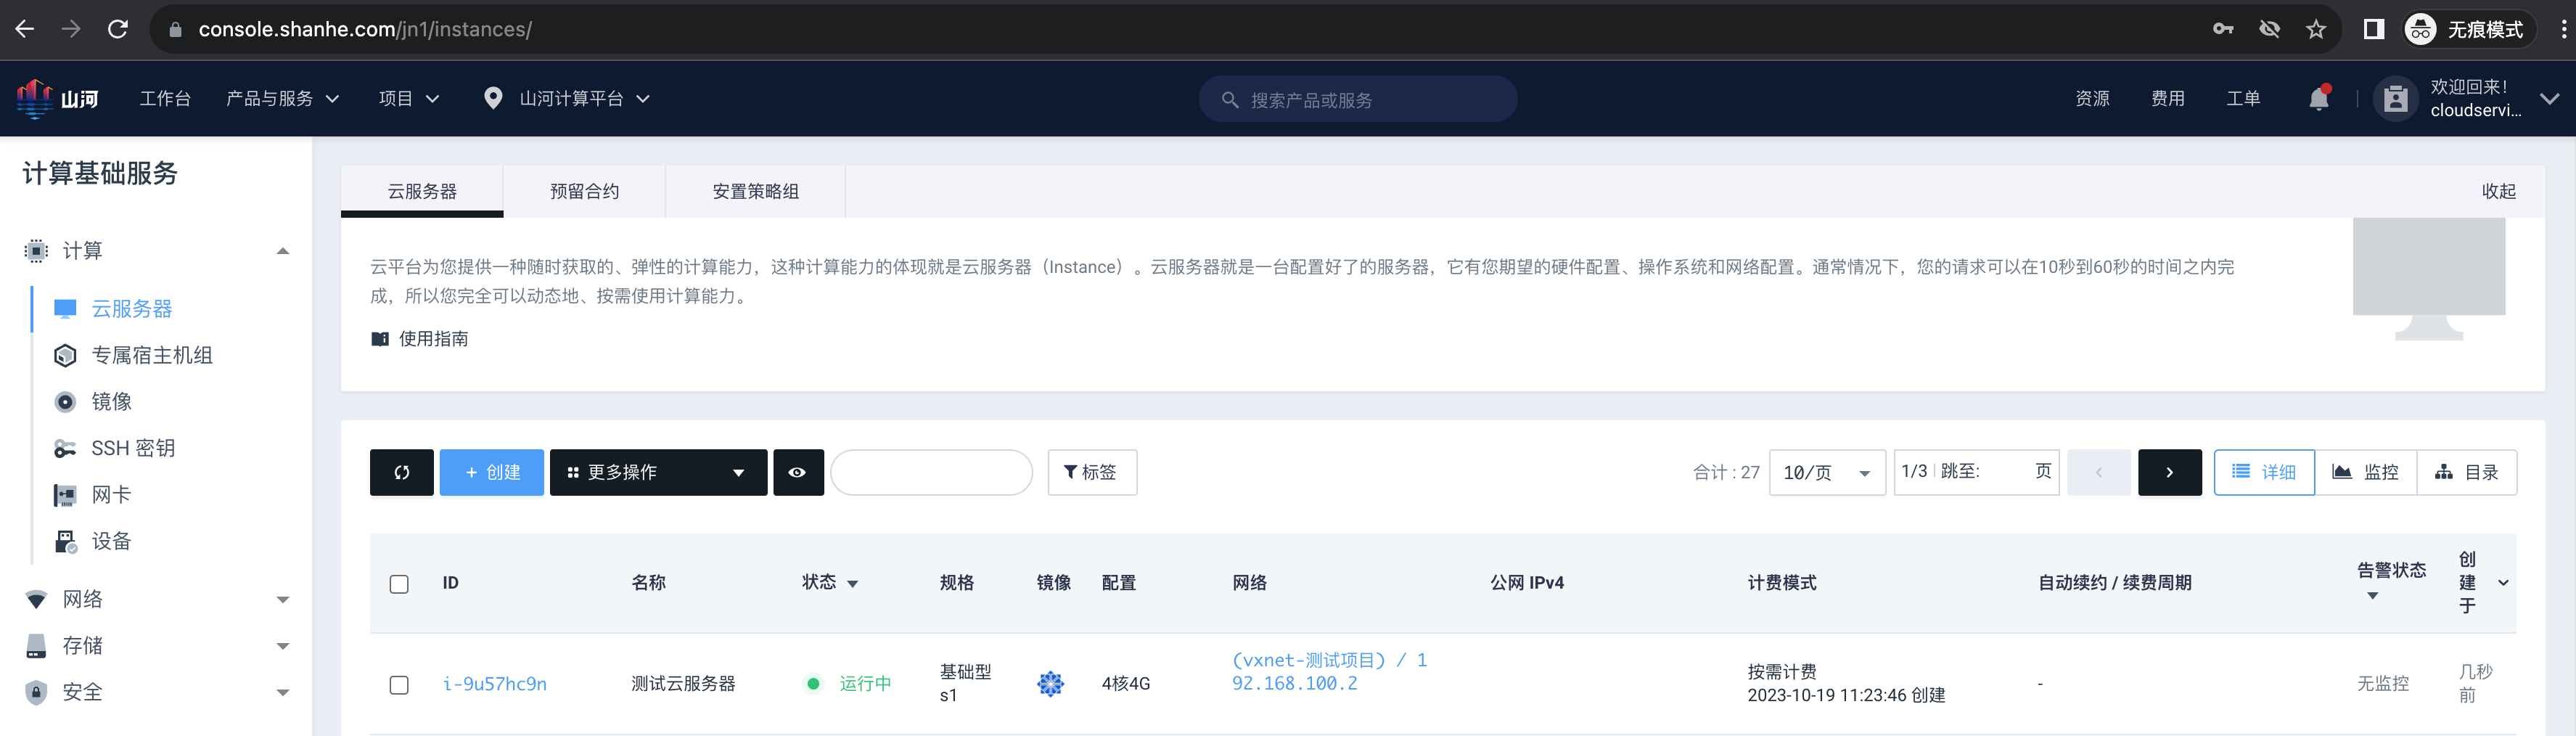 console.shanhe.com/jn1/instances/
无痕模式
山河
工作台
产品与服务
项目
山河计算平台
搜索产品或服务
资源
费用
工单
欢迎回来!
cloudservi...
计算基础服务
计算
云服务器
专属宿主机组
镜像
SSH 密钥
网卡
设备
网络
存储
安全
云服务器
预留合约
安置策略组
收起
云平台为您提供一种随时获取的、弹性的计算能力，这种计算能力的体现就是云服务器（Instance）。云服务器就是一台配置好了的服务器，它有您期望的硬件配置、操作系统和网络配置。通常情况下，您的请求可以在10秒到60秒的时间之内完
成，所以您完全可以动态地、按需使用计算能力。
使用指南
+ 创建
更多操作
标签
合计 : 27
10/页
1/3
跳至:
页
详细
监控
目录
ID
名称
状态
规格
镜像
配置
网络
公网 IPv4
计费模式
自动续约 / 续费周期
告警状态
创
建
于
i-9u57hc9n
测试云服务器
运行中
基础型
s1
4核4G
(vxnet-测试项目) / 1
92.168.100.2
按需计费
2023-10-19 11:23:46 创建
-
无监控
几秒
前